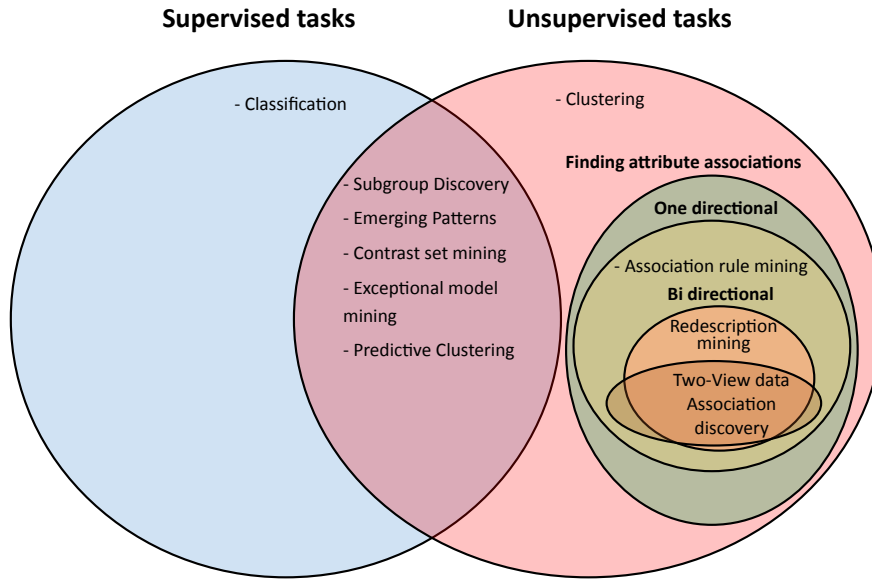 Supervised tasks
Unsupervised tasks
- Classification
- Clustering
- Subgroup Discovery
- Emerging Patterns
- Contrast set mining
- Exceptional model
mining
- Predictive Clustering
Finding attribute associations
One directional
- Association rule mining
Bi directional
Redescription
mining
Two-View data
Association
discovery